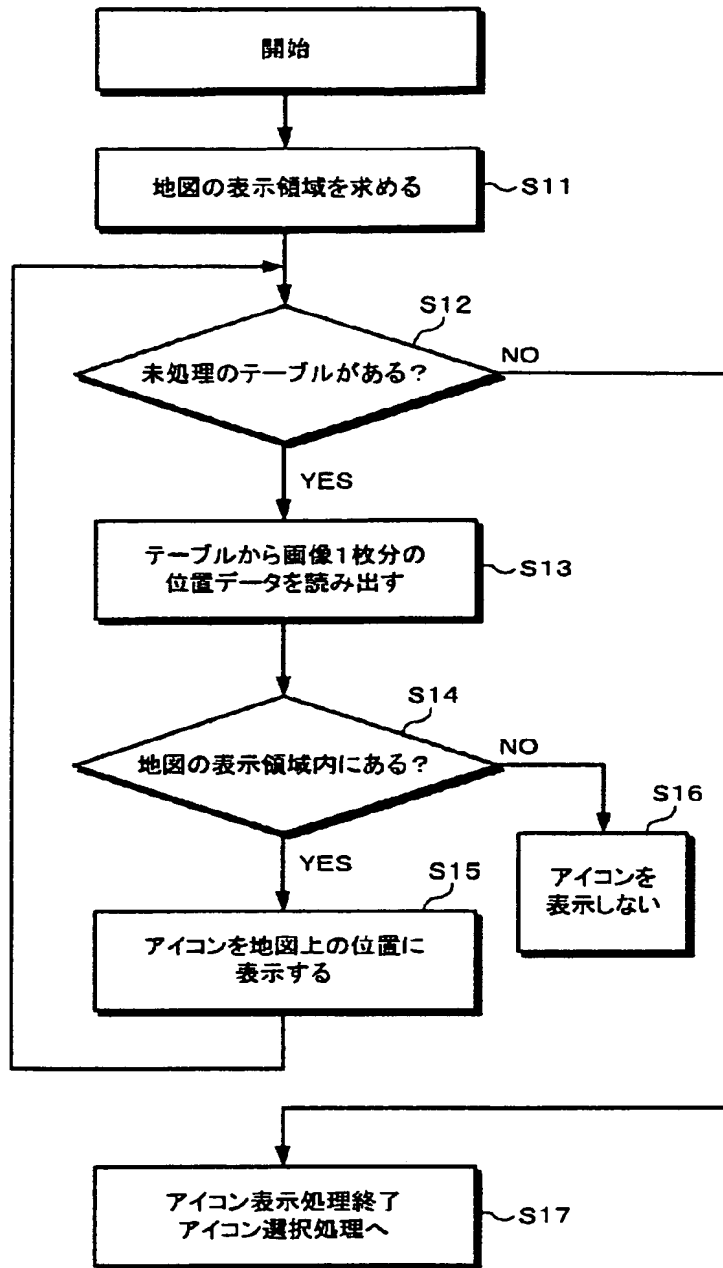 開始
地図の表示領域を求める
S11
S12
未処理のテーブルがある?
NO
YES
テーブルから画像1枚分の
位置データを読み出す
S13
S14
地図の表示領域内にある?
NO
YES
S16
アイコンを
表示しない
S15
アイコンを地図上の位置に
表示する
アイコン表示処理終了
アイコン選択処理へ
S17